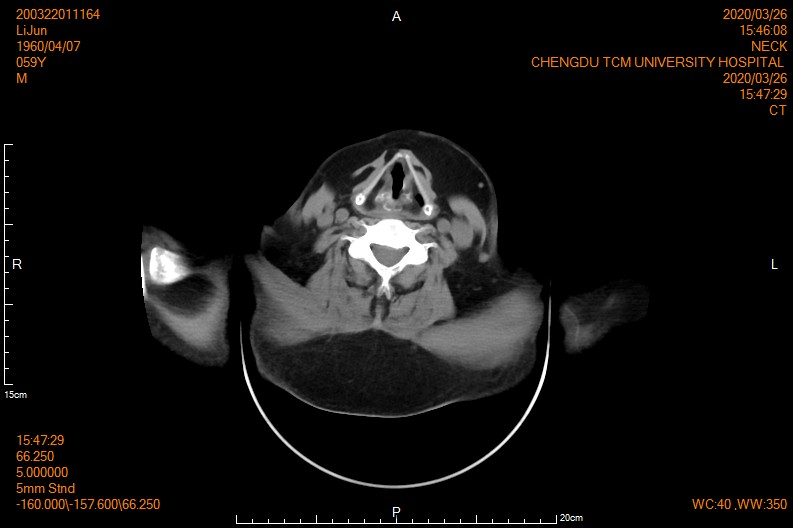 200322011164
LiJun
1960/04/07
059Y
M
A
2020/03/26
15:46:08
NECK
CHENGDU TCM UNIVERSITY HOSPITAL
2020/03/26
15:47:29
CT
R
L
15cm
15:47:29
66.250
5.000000
5mm Stnd
-160.000\-157.600\66.250
P
20cm
WC:40 ,WW:350